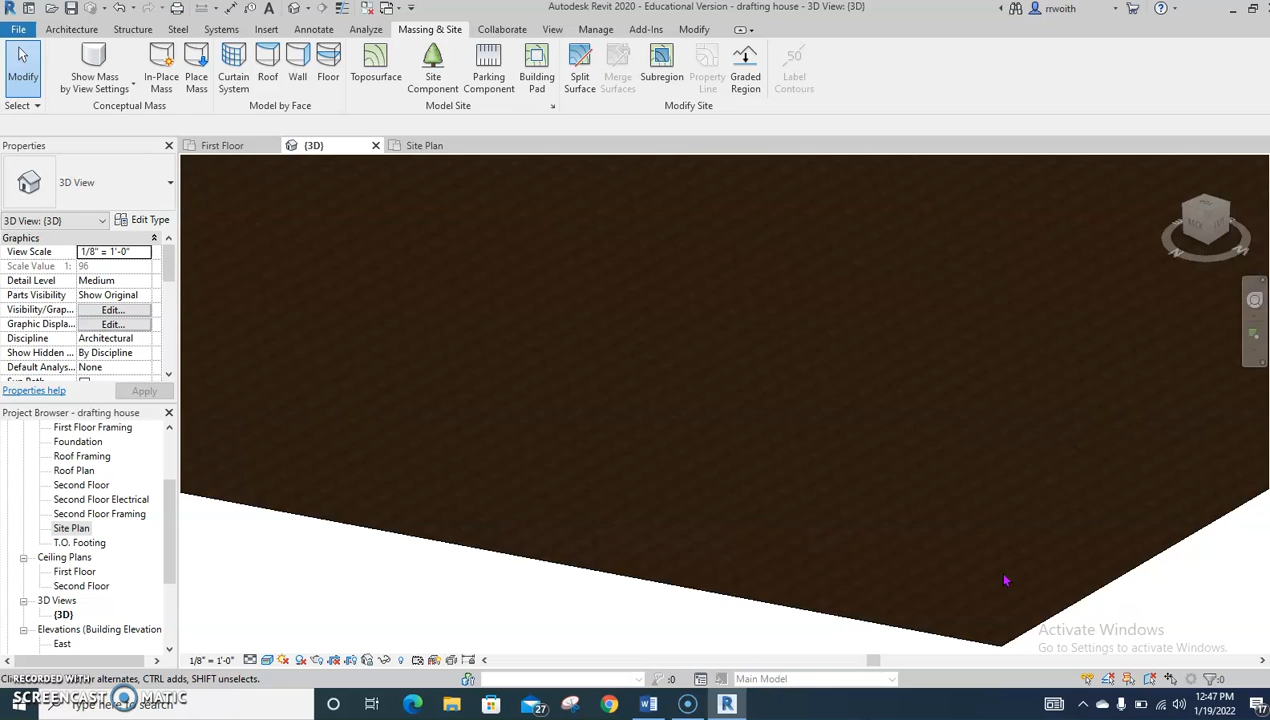 Autodesk Revit 2020 - Educational Version - drafting house - 3D View: {3D}
rrwoith
File Architecture Structure Steel Systems Insert Annotate Analyze Massing & Site Collaborate View Manage Add-Ins Modify
Modify
Show Mass
by View Settings
In-Place
Mass
Place
Mass
Curtain
System
Roof
Wall
Floor
Toposurface
Site
Component
Parking
Component
Building
Pad
Split
Surface
Merge
Surfaces
Subregion
Property
Line
Graded
Region
50
Label
Contours
Select
Conceptual Mass
Model by Face
Model Site
Modify Site
Properties
First Floor
{3D}
Site Plan
3D View
3D View: {3D}
Edit Type
Graphics
View Scale 1/8" = 1'-0"
Scale Value 1: 96
Detail Level Medium
Parts Visibility Show Original
Visibility/Grap... Edit...
Graphic Displa... Edit...
Discipline Architectural
Show Hidden ... By Discipline
Default Analys... None
Properties help
Apply
Project Browser - drafting house
First Floor Framing
Foundation
Roof Framing
Roof Plan
Second Floor
Second Floor Electrical
Second Floor Framing
Site Plan
T.O. Footing
Ceiling Plans
First Floor
Second Floor
3D Views
{3D}
Elevations (Building Elevation
East
Activate Windows
Go to Settings to activate Windows.
1/8" = 1'-0"
alternates, CTRL adds, SHIFT unselects.
:0
Main Model
:0
RECORDED WITH
SCREENCAST MATIC
27
12:47 PM
1/19/2022
17